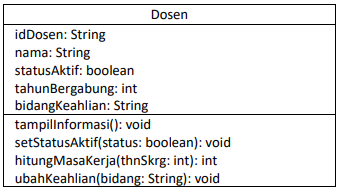 Dosen
idDosen: String
nama: String
statusAktif: boolean
tahunBergabung: int
bidangKeahlian: String
tampilInformasi(): void
setStatusAktif(status: boolean): void
hitungMasaKerja(thnSkrg: int): int
ubahKeahlian(bidang: String): void